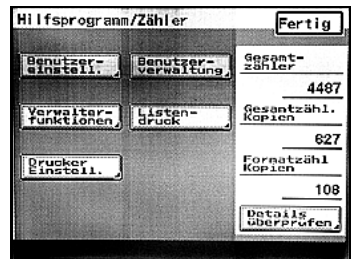 Hilfsprogramm/Zähler
Fertig
Benutzer-
einstell.
Benutzer-
verwaltung
Verwalter-
funktionen
Listen-
druck
Drucker
Einstell.
Gesamt-
zähler
4487
Gesamtzähl.
Kopien
627
Formatzähl
Kopien
108
Details
überprüfen